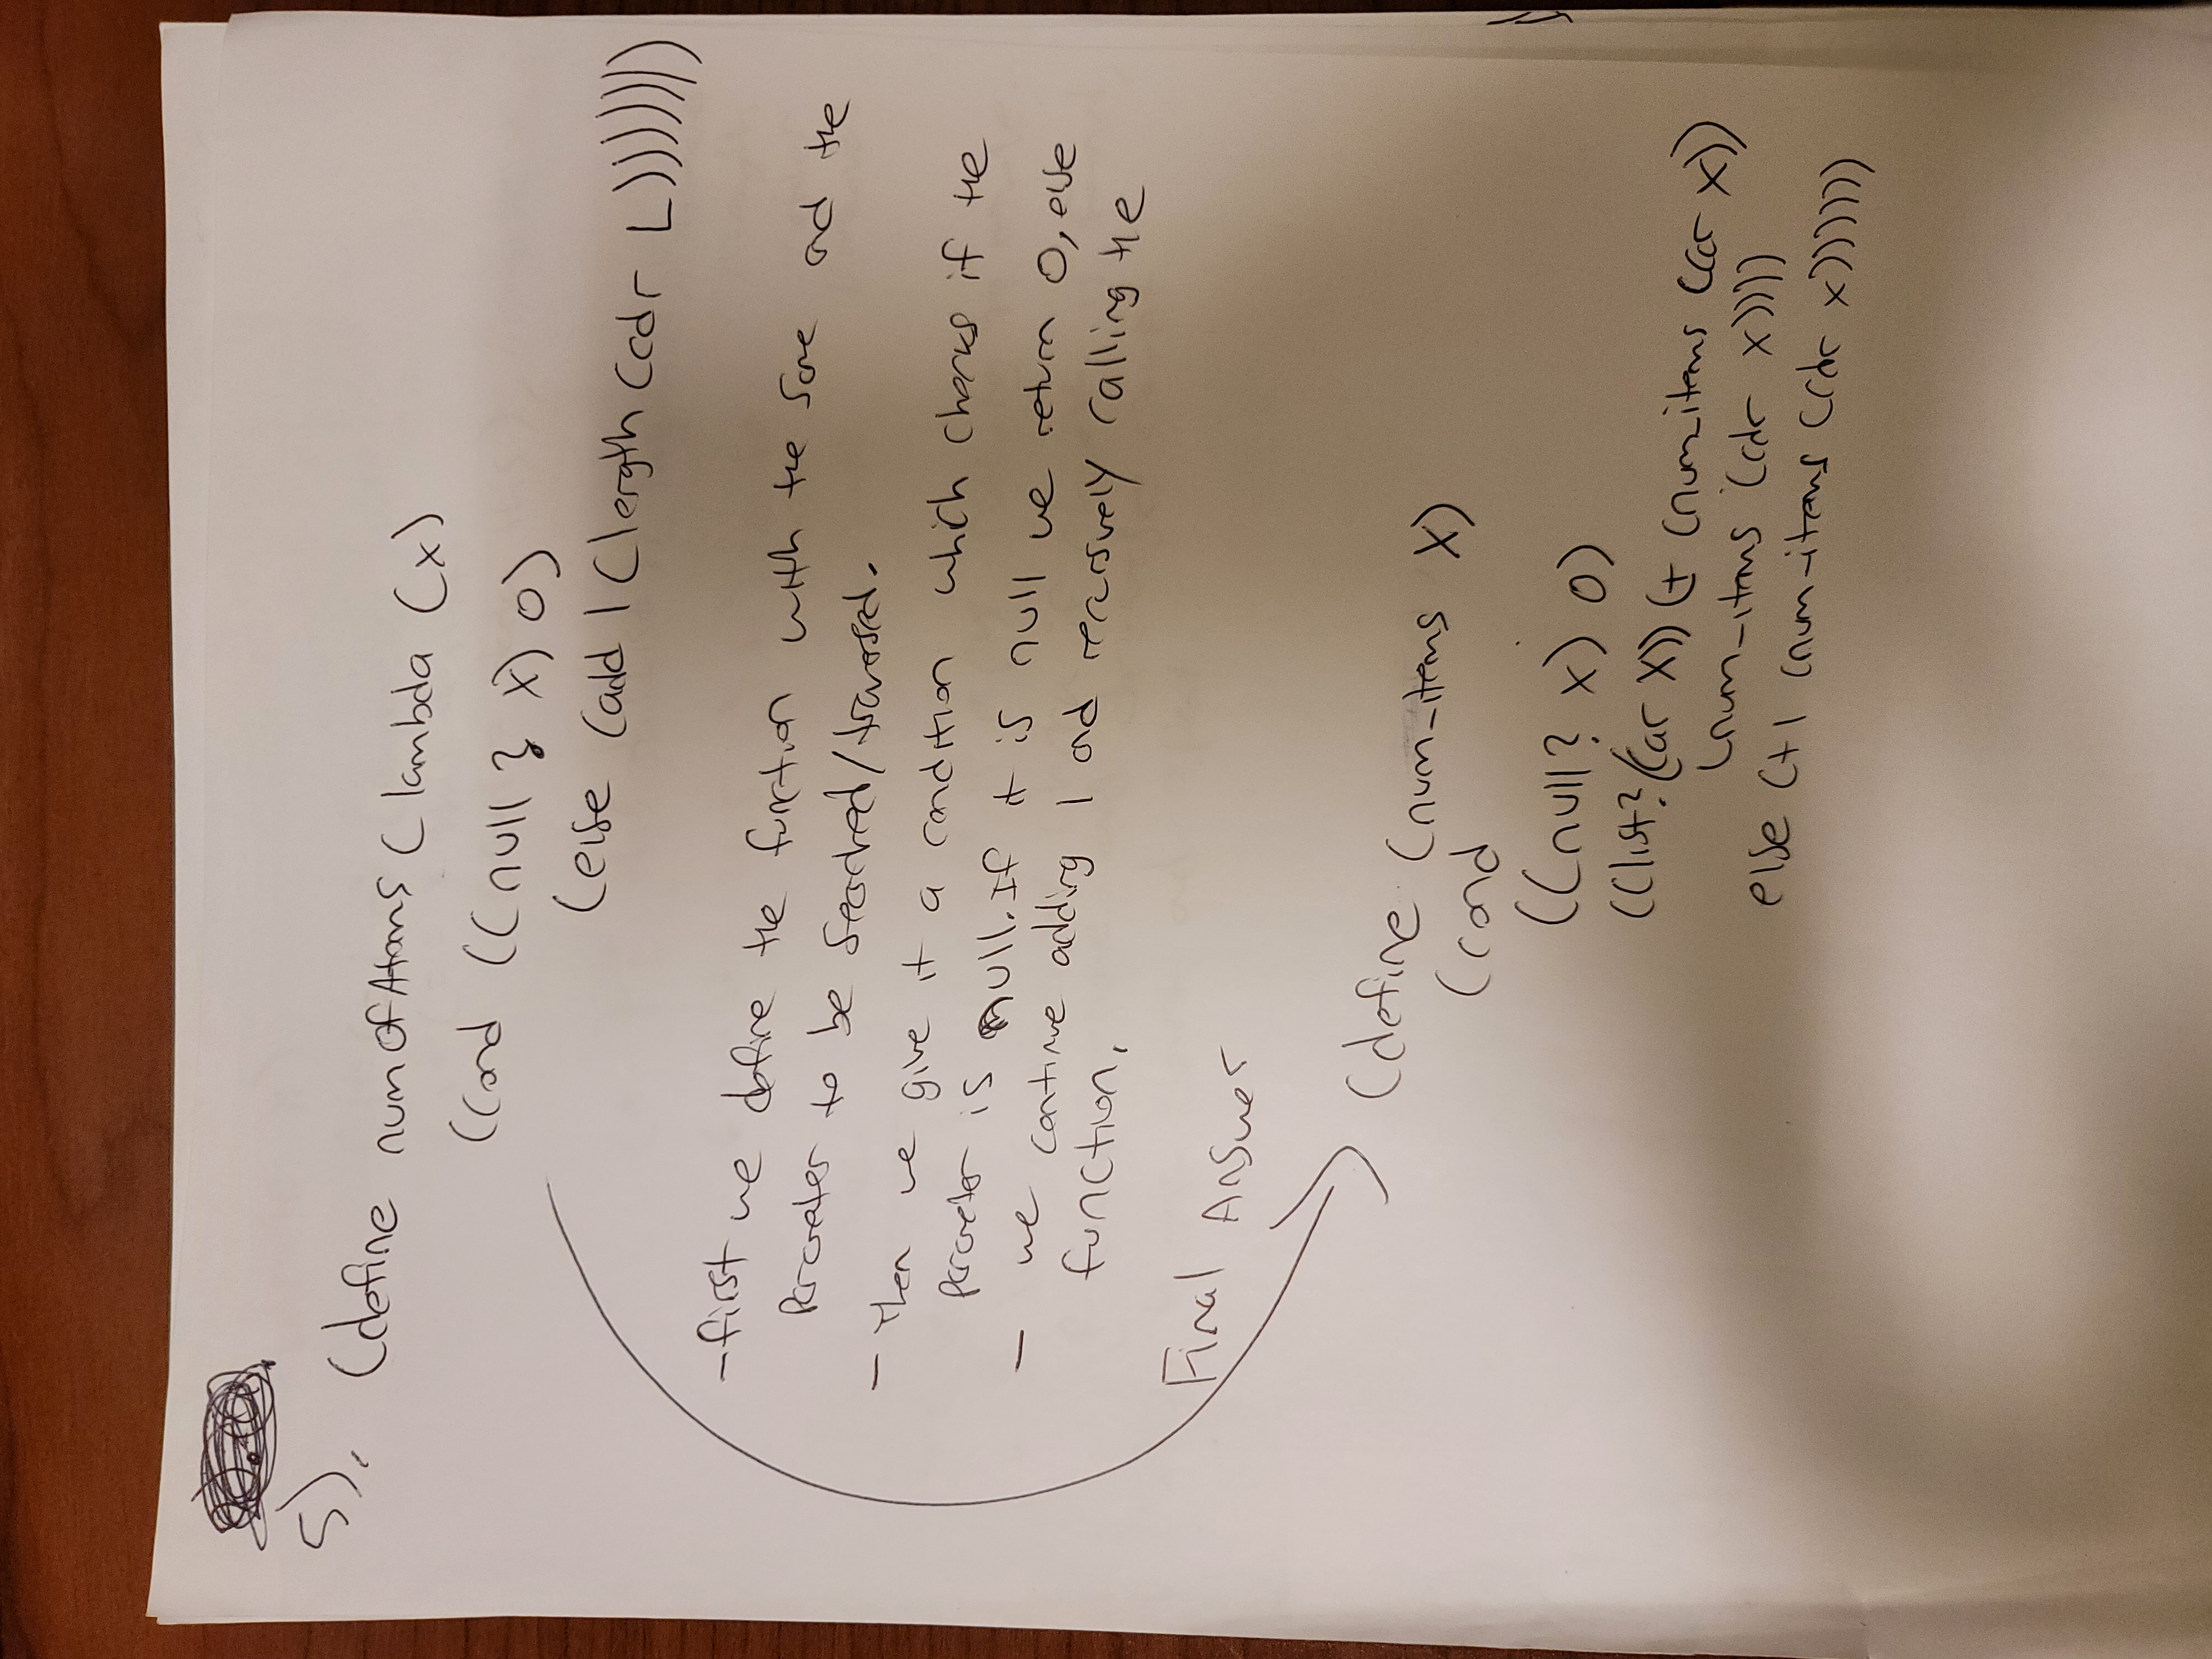 5).
(define numOfAtoms (lambda (x)
((cond ((null? x) 0)
(else (add 1 (length (cdr L)))))))
- first we define the function with the same and the
parameter to be searched/traversed.
- then we give it a condition which checks if the
parameter is null. If it is null we return 0, else
- we continue adding 1 and recursively calling the
function.
Final Answer
(define (num-items x)
(cond
((null? x) 0)
((list? (car x)) (+ (num-items (car x))
(num-items (cdr x))))
else (+1 (num-items (cdr x))))))